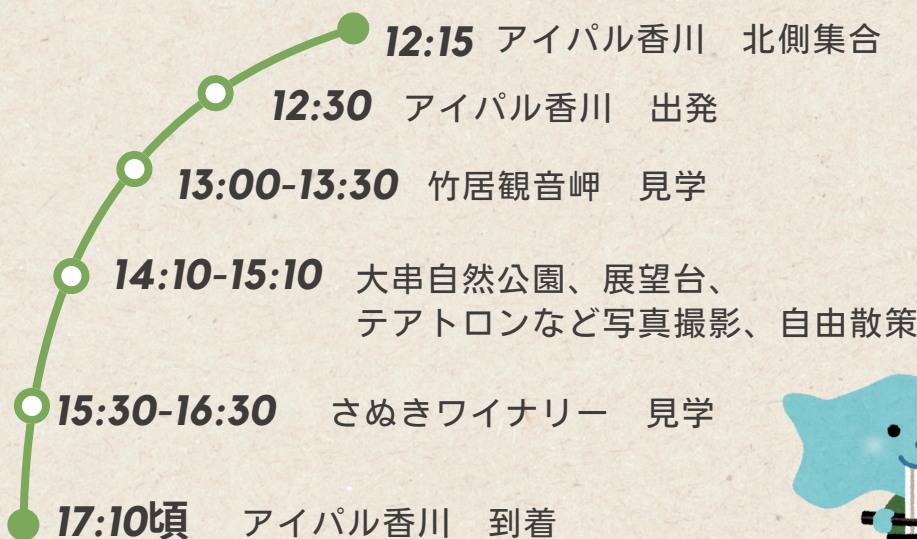 12:15 アイパル香川 北側集合
12:30 アイパル香川 出発
13:00-13:30 竹居観音岬 見学
14:10-15:10 大串自然公園、展望台、
テアトロンなど写真撮影、自由散策
15:30-16:30 さぬきワイナリー 見学
17:10頃 アイパル香川 到着